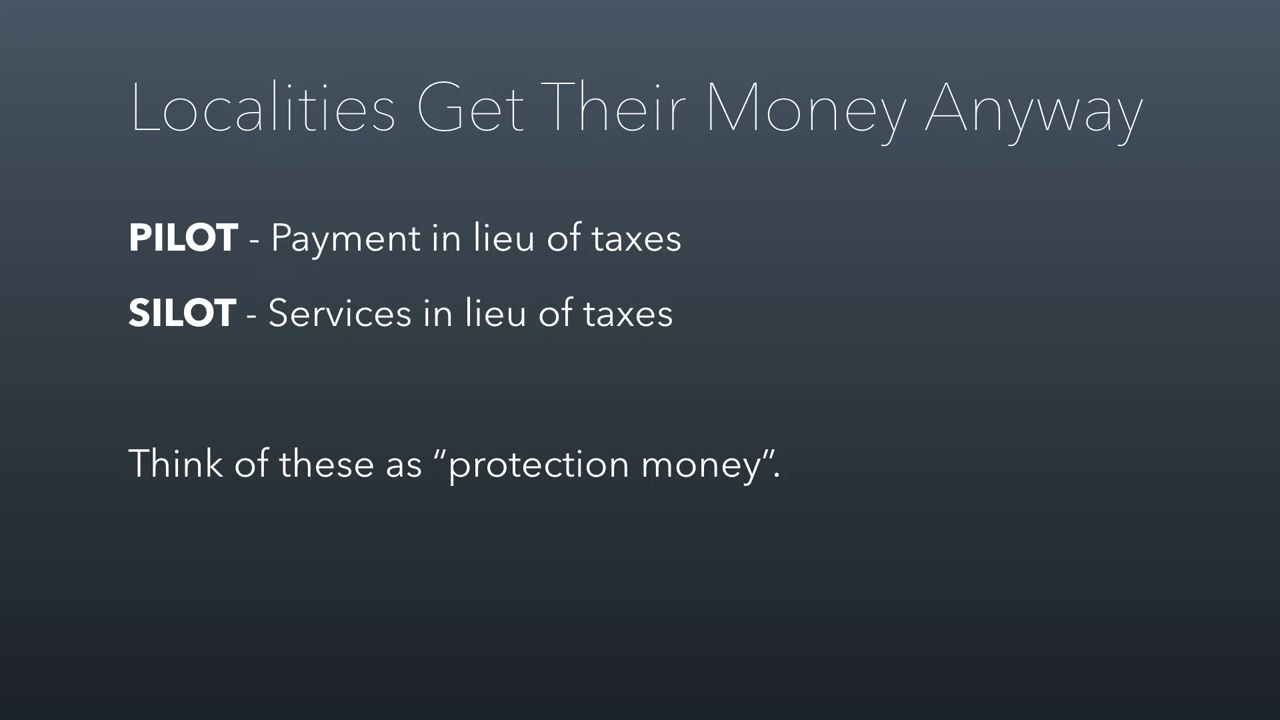 Localities Get Their Money Anyway
PILOT - Payment in lieu of taxes
SILOT - Services in lieu of taxes
Think of these as “protection money”.